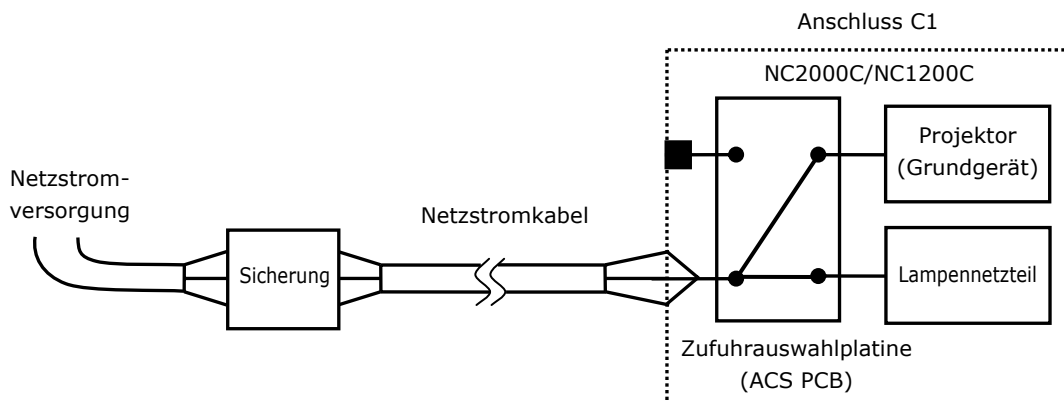 Anschluss C1
NC2000C/NC1200C
Projektor
(Grundgerät)
Netzstrom-
versorgung
Netzstromkabel
Sicherung
Lampennetzteil
Zufuhrauswahlplatine
(ACS PCB)